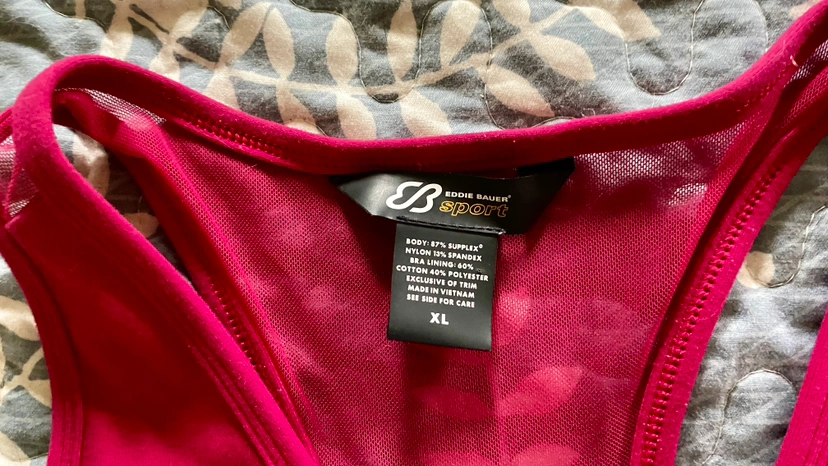 EB EDDIE BAUER®
sport
BODY: 87% SUPPLEX®
NYLON 13% SPANDEX
BRA LINING: 60%
COTTON 40% POLYESTER
EXCLUSIVE OF TRIM
MADE IN VIETNAM
SEE SIDE FOR CARE
XL